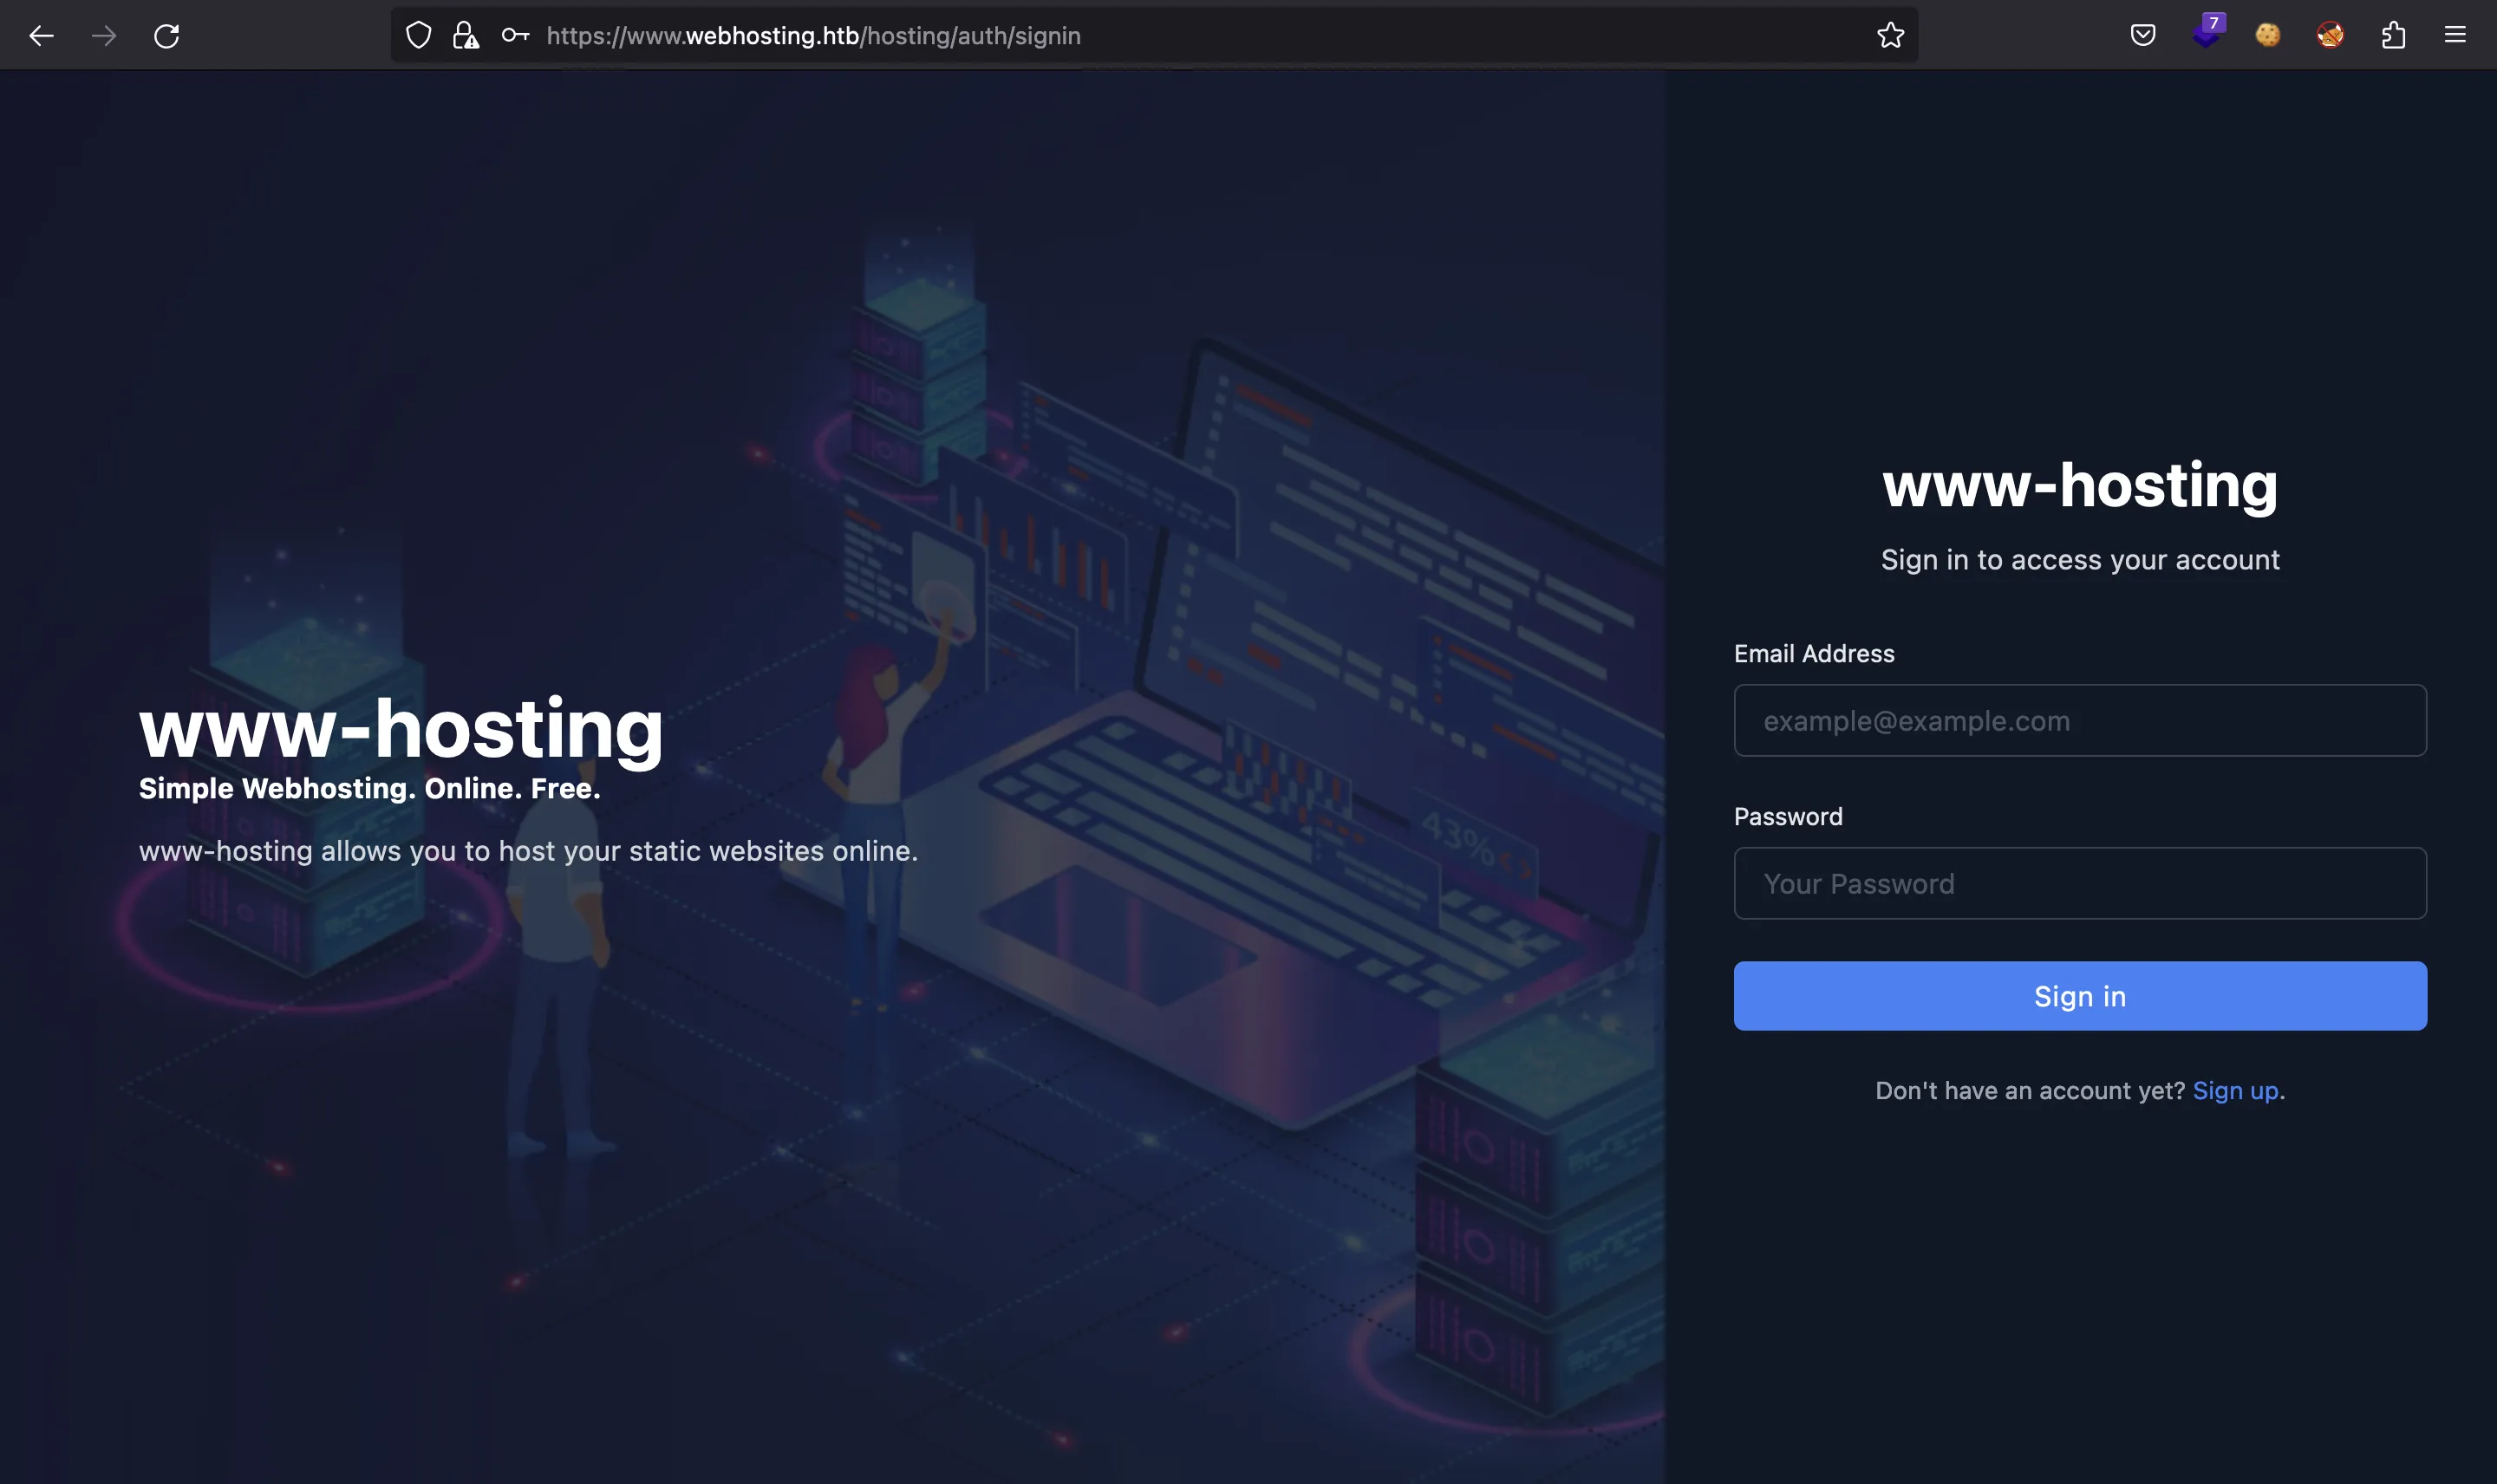 7
https://www.webhosting.htb/hosting/auth/signin
www-hosting
Simple Webhosting. Online. Free.
www-hosting allows you to host your static websites online.
43%
www-hosting
Sign in to access your account
Email Address
example@example.com
Password
Your Password
Sign in
Don't have an account yet? Sign up.